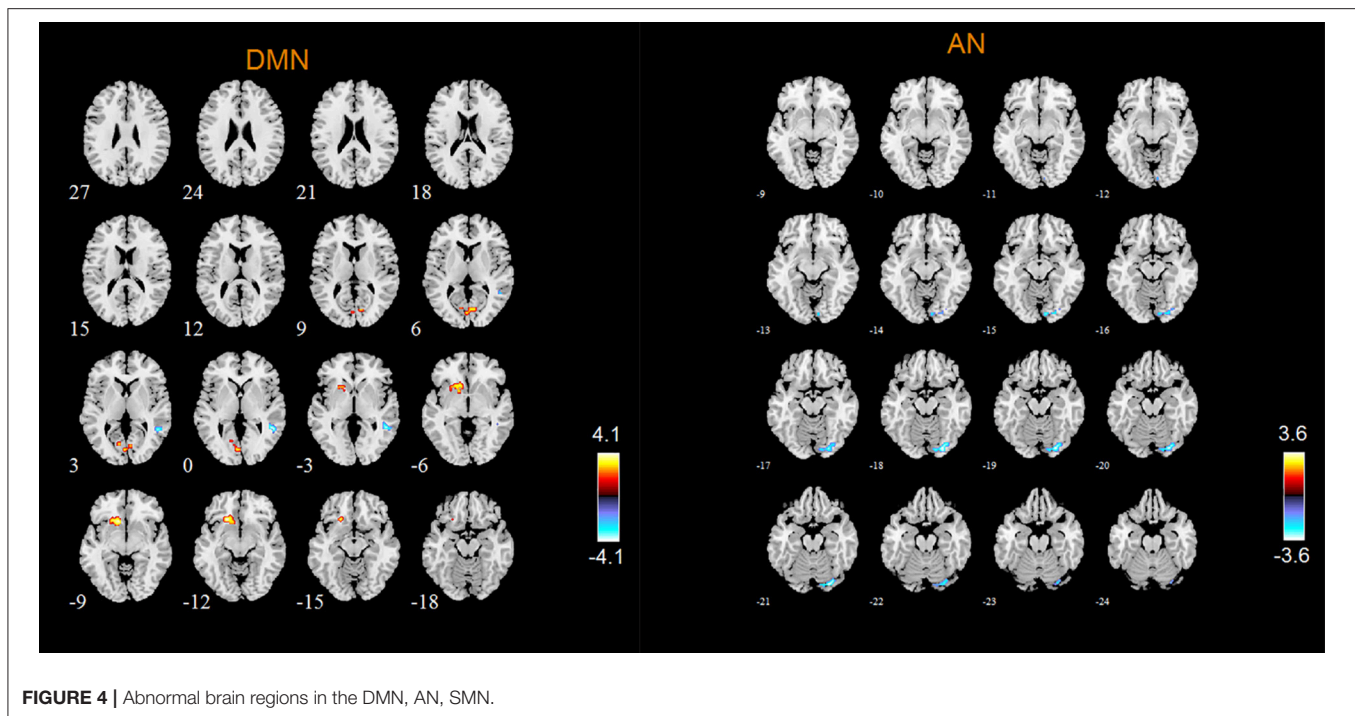 DMN
AN
27 24 21 18
-9 -10 -11 -12
15 12 9 6
-13 -14 -15 -16
3 0 -3 -6
4.1
-4.1
-17 -18 -19 -20
3.6
-3.6
-9 -12 -15 -18
-21 -22 -23 -24
FIGURE 4 | Abnormal brain regions in the DMN, AN, SMN.